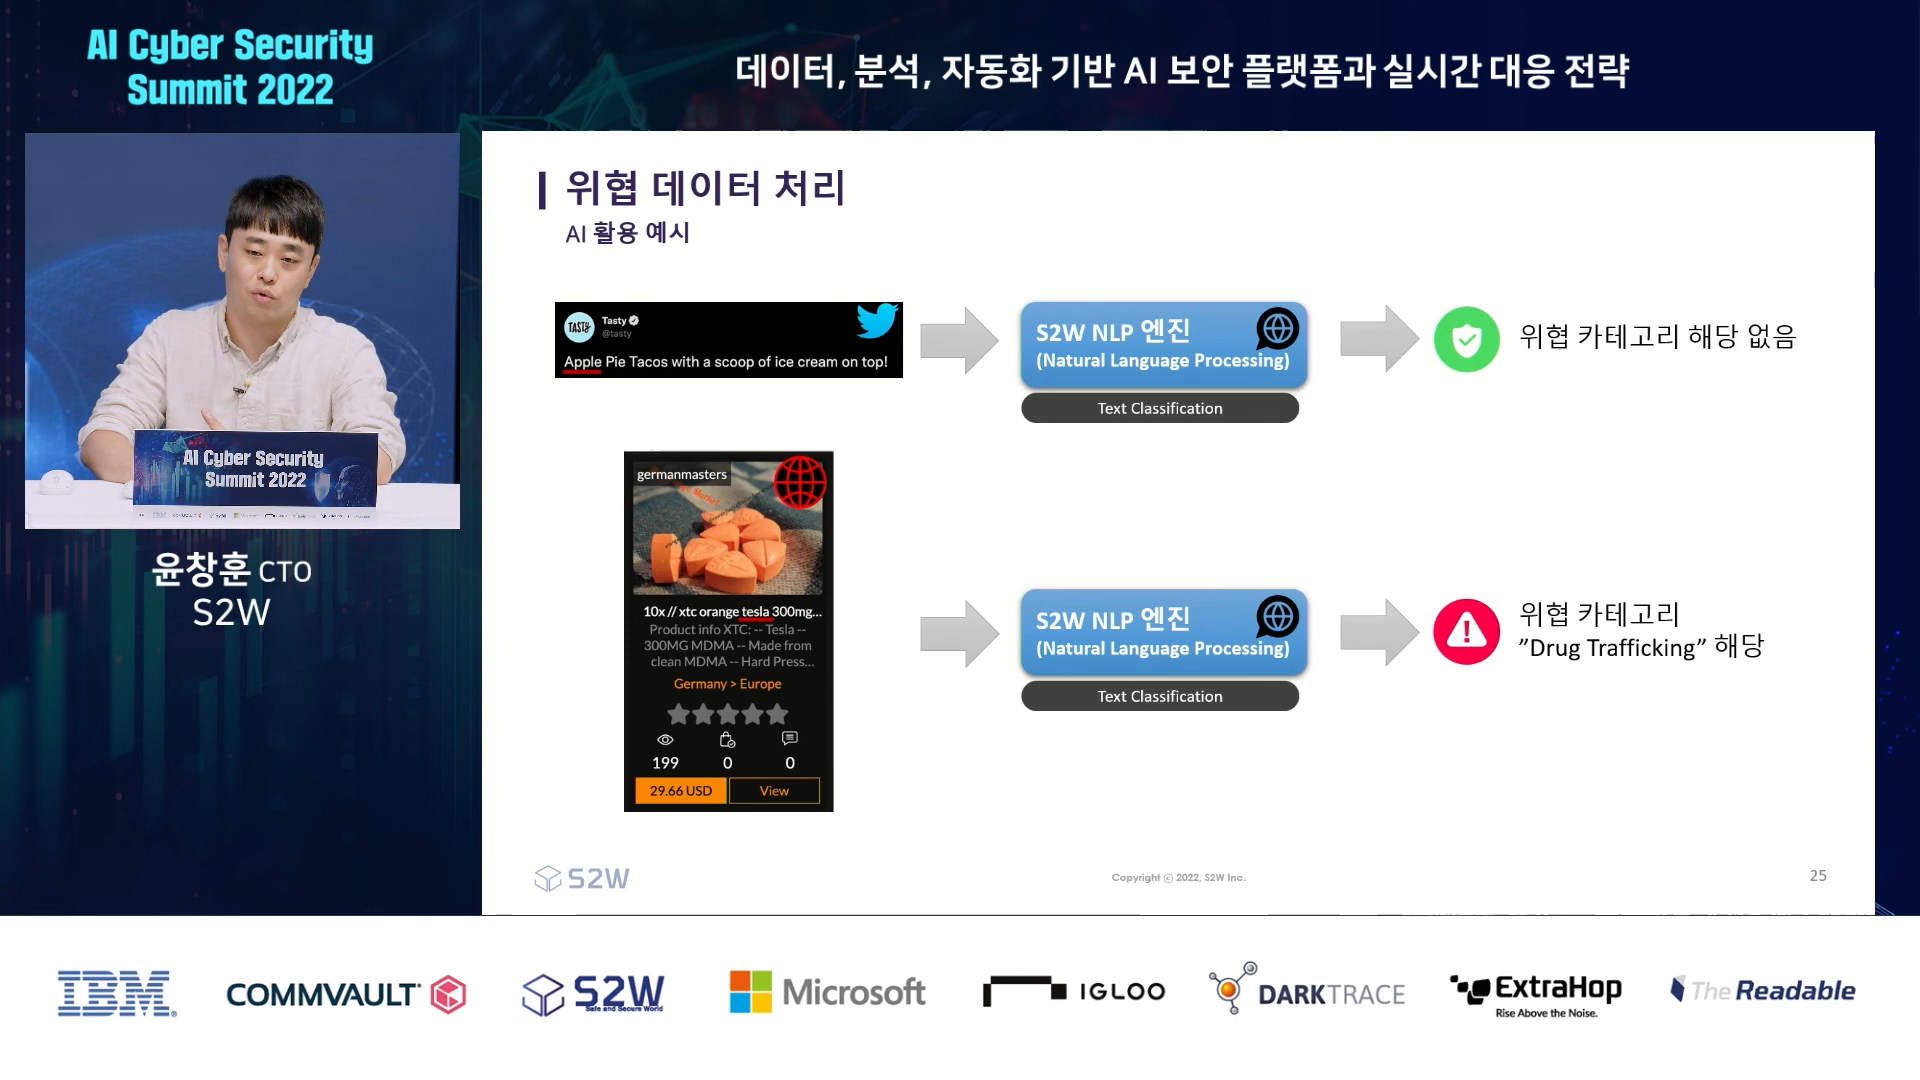 AI Cyber Security
Summit 2022
데이터, 분석, 자동화 기반 AI 보안 플랫폼과 실시간 대응 전략
AI Cyber Security
Summit 2022
윤창훈 CTO
S2W
위협 데이터 처리
AI 활용 예시
TASTY
Tasty
@tasty
Apple Pie Tacos with a scoop of ice cream on top!
S2W NLP 엔진
(Natural Language Processing)
Text Classification
위협 카테고리 해당 없음
germanmasters
10x // xtc orange tesla 300mg...
Product info XTC: -- Tesla --
300MG MDMA -- Made from
clean MDMA -- Hard Press...
Germany > Europe
199 0 0
29.66 USD View
S2W NLP 엔진
(Natural Language Processing)
Text Classification
위협 카테고리
”Drug Trafficking” 해당
S2W
Copyright ⓒ 2022, S2W Inc.
25
IBM
COMMVAULT
S2W
Safe and Secure World
Microsoft
IGLOO
DARKTRACE
ExtraHop
Rise Above the Noise.
The Readable